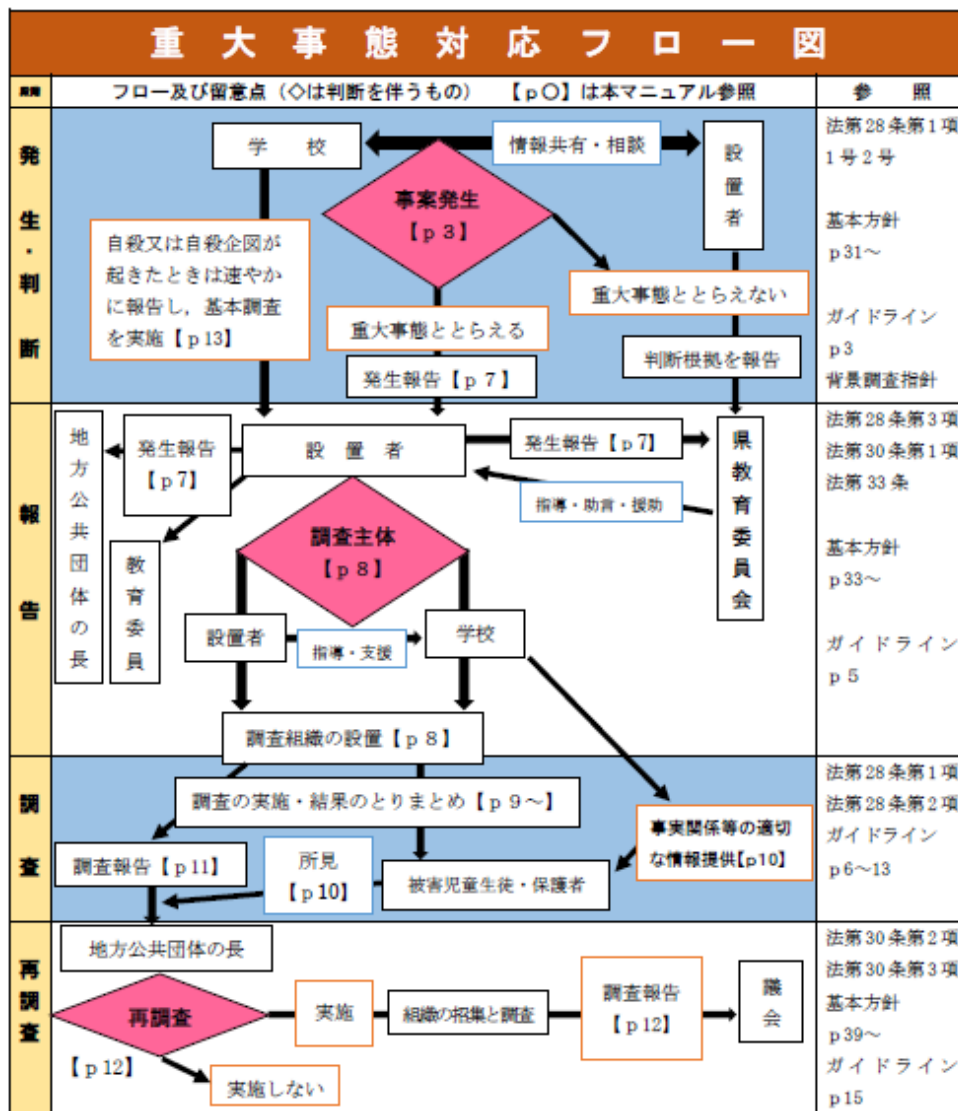 重大事態対応フロー図
フロー及び留意点（◇は判断を伴うもの）　【ｐ〇】は本マニュアル参照
参　照
発生・判断
学　校
情報共有・相談
設置者
事案発生
【ｐ3】
自殺又は自殺企図が
起きたときは速やか
に報告し，基本調査
を実施【ｐ13】
重大事態ととらえる
重大事態ととらえない
発生報告【ｐ7】
判断根拠を報告
法第28条第1項
1号2号
基本方針
ｐ31～
ガイドライン
ｐ3
背景調査指針
報告
地方公共団体の長
発生報告
【ｐ7】
設　置　者
発生報告【ｐ7】
県教育委員会
指導・助言・援助
教育委員
調査主体
【ｐ8】
設置者
指導・支援
学校
調査組織の設置【ｐ8】
法第28条第3項
法第30条第1項
法第33条
基本方針
ｐ33～
ガイドライン
ｐ5
調査
調査の実施・結果のとりまとめ【ｐ9～】
調査報告【ｐ11】
所見
【ｐ10】
被害児童生徒・保護者
事実関係等の適切
な情報提供【p10】
法第28条第1項
法第28条第2項
ガイドライン
ｐ6～13
再調査
地方公共団体の長
再調査
【ｐ12】
実施
組織の招集と調査
調査報告
【ｐ12】
議会
実施しない
法第30条第2項
法第30条第3項
基本方針
ｐ39～
ガイドライン
ｐ15